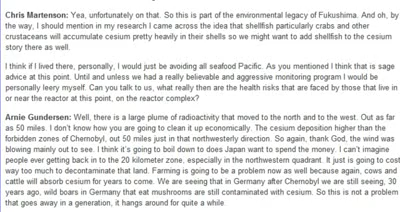 Chris Martenson: Yea, unfortunately on that. So this is part of the environmental legacy of Fukushima. And oh, by
the way, I should mention in my research I came across the idea that shellfish particularly crabs and other
crustaceans will accumulate cesium pretty heavily in their shells so we might want to add shellfish to the cesium
story there as well.
I think if I lived there, personally, I would just be avoiding all seafood Pacific. As you mentioned I think that is sage
advice at this point. Until and unless we had a really believable and aggressive monitoring program I would be
personally leery myself. Can you talk to us, what really then are the health risks that are faced by those that live in
or near the reactor at this point, on the reactor complex?
Arnie Gundersen: Well, there is a large plume of radioactivity that moved to the north and to the west. Out as far
as 50 miles. I don't know how you are going to clean it up economically. The cesium deposition higher than the
forbidden zones of Chernobyl, out 50 miles just in that northwesterly direction. So again, thank God, the wind was
blowing mainly out to see. I think it's going to boil down to does Japan want to spend the money. I can't imagine
people ever getting back in to the 20 kilometer zone, especially in the northwestern quadrant. It just is going to cost
way too much to decontaminate that land. Farming is going to be a problem now as well because again, cows and
cattle will absorb cesium for years to come. We are seeing that in Germany after Chernobyl we are still seeing, 30
years ago, wild boars in Germany that eat mushrooms are still contaminated with cesium. So this is not a problem
that goes away in a generation, it hangs around for quite a while.